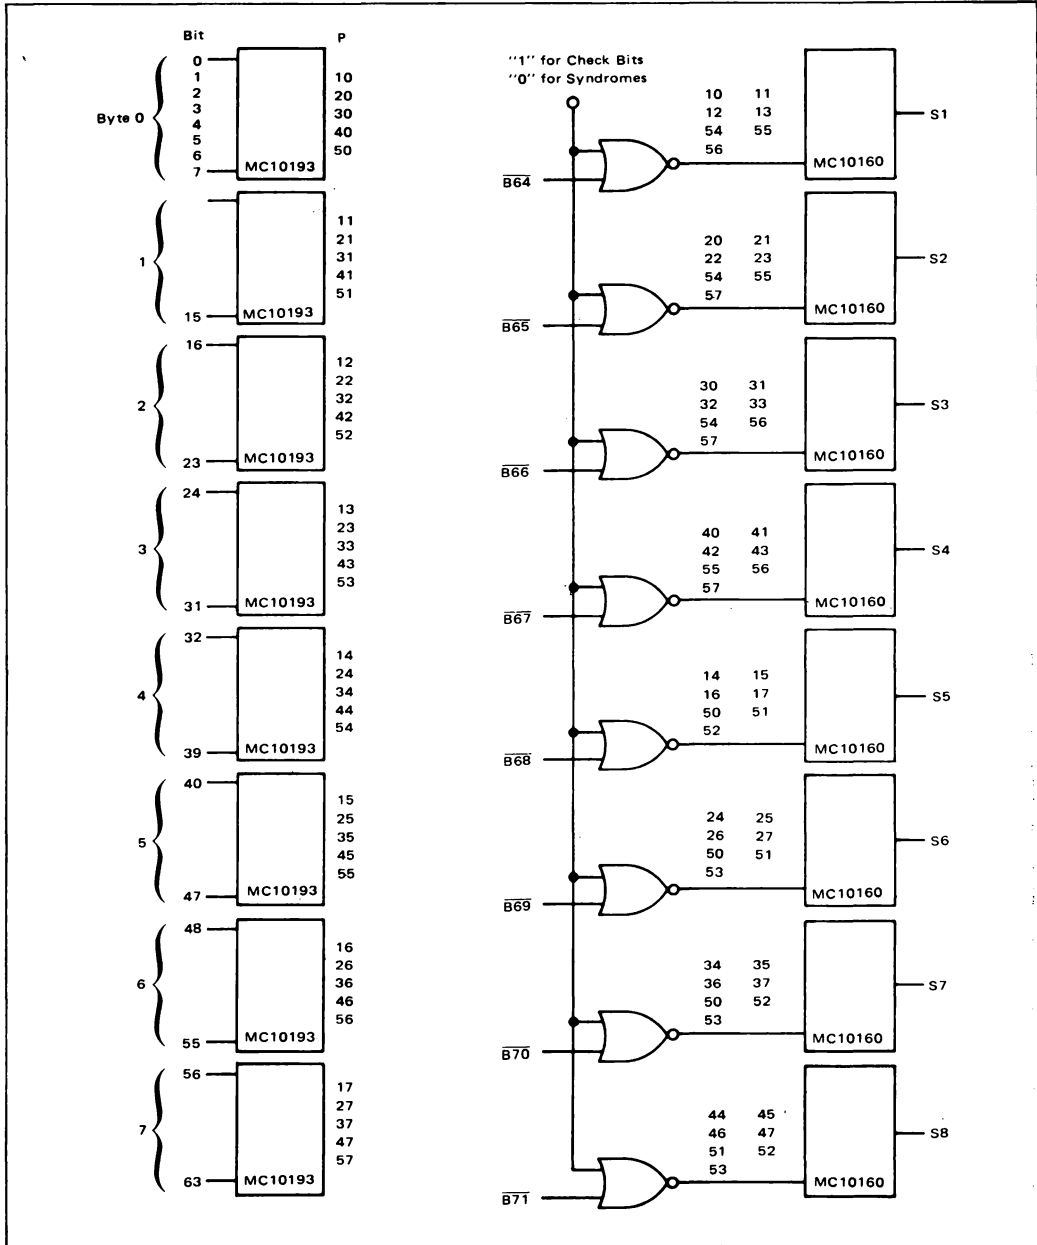 Bit
P
Byte 0
0
1
2
3
4
5
6
7
MC10193
10
20
30
40
50
1
15
MC10193
11
21
31
41
51
2
16
23
MC10193
12
22
32
42
52
3
24
31
MC10193
13
23
33
43
53
4
32
39
MC10193
14
24
34
44
54
5
40
47
MC10193
15
25
35
45
55
6
48
55
MC10193
16
26
36
46
56
7
56
63
MC10193
17
27
37
47
57
"1" for Check Bits
"0" for Syndromes
B64
10 11
12 13
54 55
56
MC10160
S1
B65
20 21
22 23
54 55
57
MC10160
S2
B66
30 31
32 33
54 56
57
MC10160
S3
B67
40 41
42 43
55 56
57
MC10160
S4
B68
14 15
16 17
50 51
52
MC10160
S5
B69
24 25
26 27
50 51
53
MC10160
S6
B70
34 35
36 37
50 52
53
MC10160
S7
B71
44 45
46 47
51 52
53
MC10160
S8